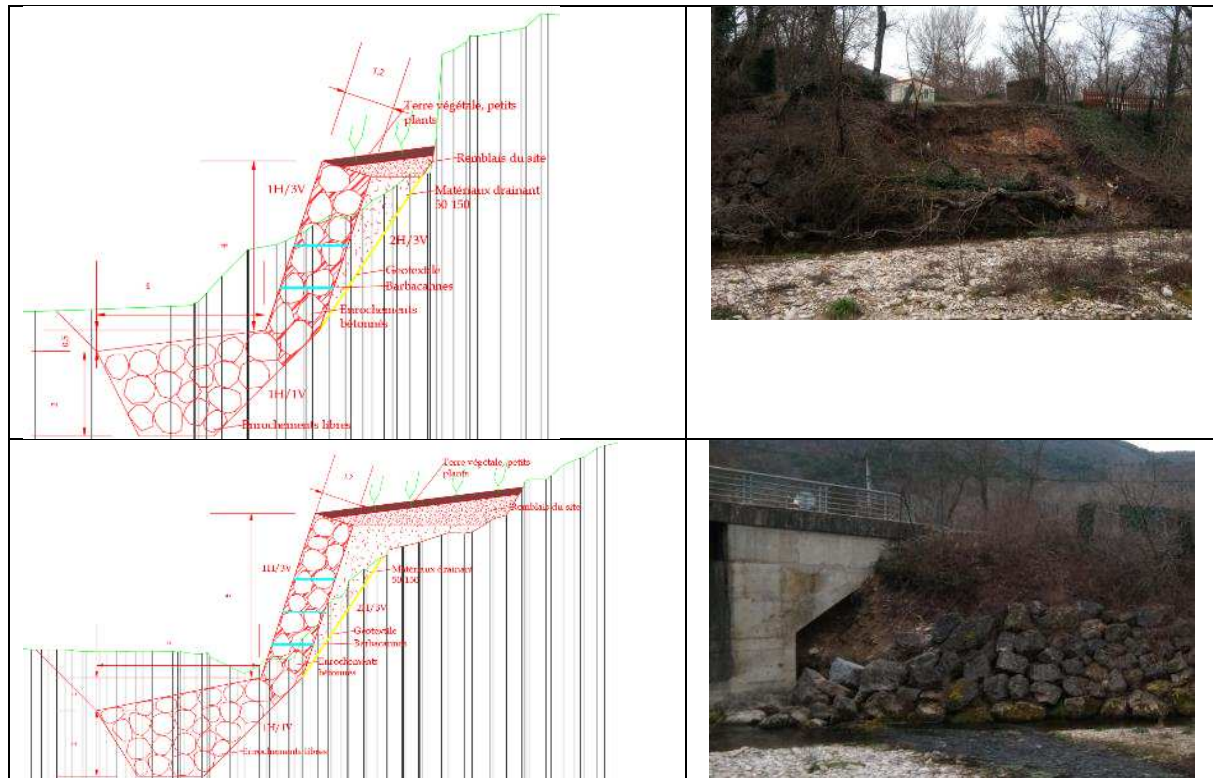 Terre végétale, petits
plants
Remblais du site
1H/3V
Matériaux drainant
50 150
2H/3V
Géotextile
Barbacannes
Enrochements
bétonnés
0,5
1H/1V
Enrochements libres
Terre végétale, petits
plants
Remblais du site
1H/3V
Matériaux drainant
50 150
2H/3V
Géotextile
Barbacannes
Enrochements
bétonnés
1H/1V
Enrochements libres